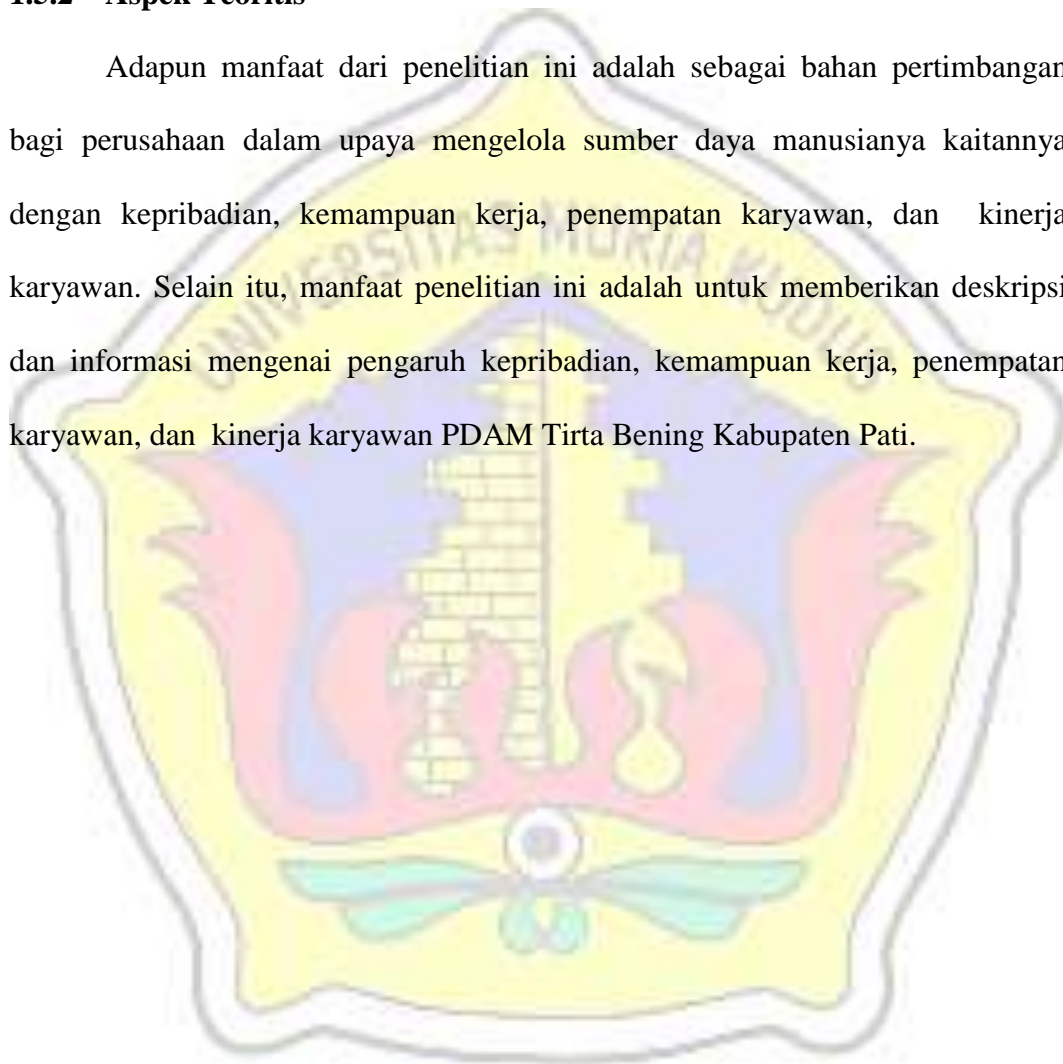 1.5.2 Aspek Teoritis
Adapun manfaat dari penelitian ini adalah sebagai bahan pertimbangan
bagi perusahaan dalam upaya mengelola sumber daya manusianya kaitannya
dengan kepribadian, kemampuan kerja, penempatan karyawan, dan kinerja
karyawan. Selain itu, manfaat penelitian ini adalah untuk memberikan deskripsi
dan informasi mengenai pengaruh kepribadian, kemampuan kerja, penempatan
karyawan, dan kinerja karyawan PDAM Tirta Bening Kabupaten Pati.
UNIVERSITAS MURIA KUDUS